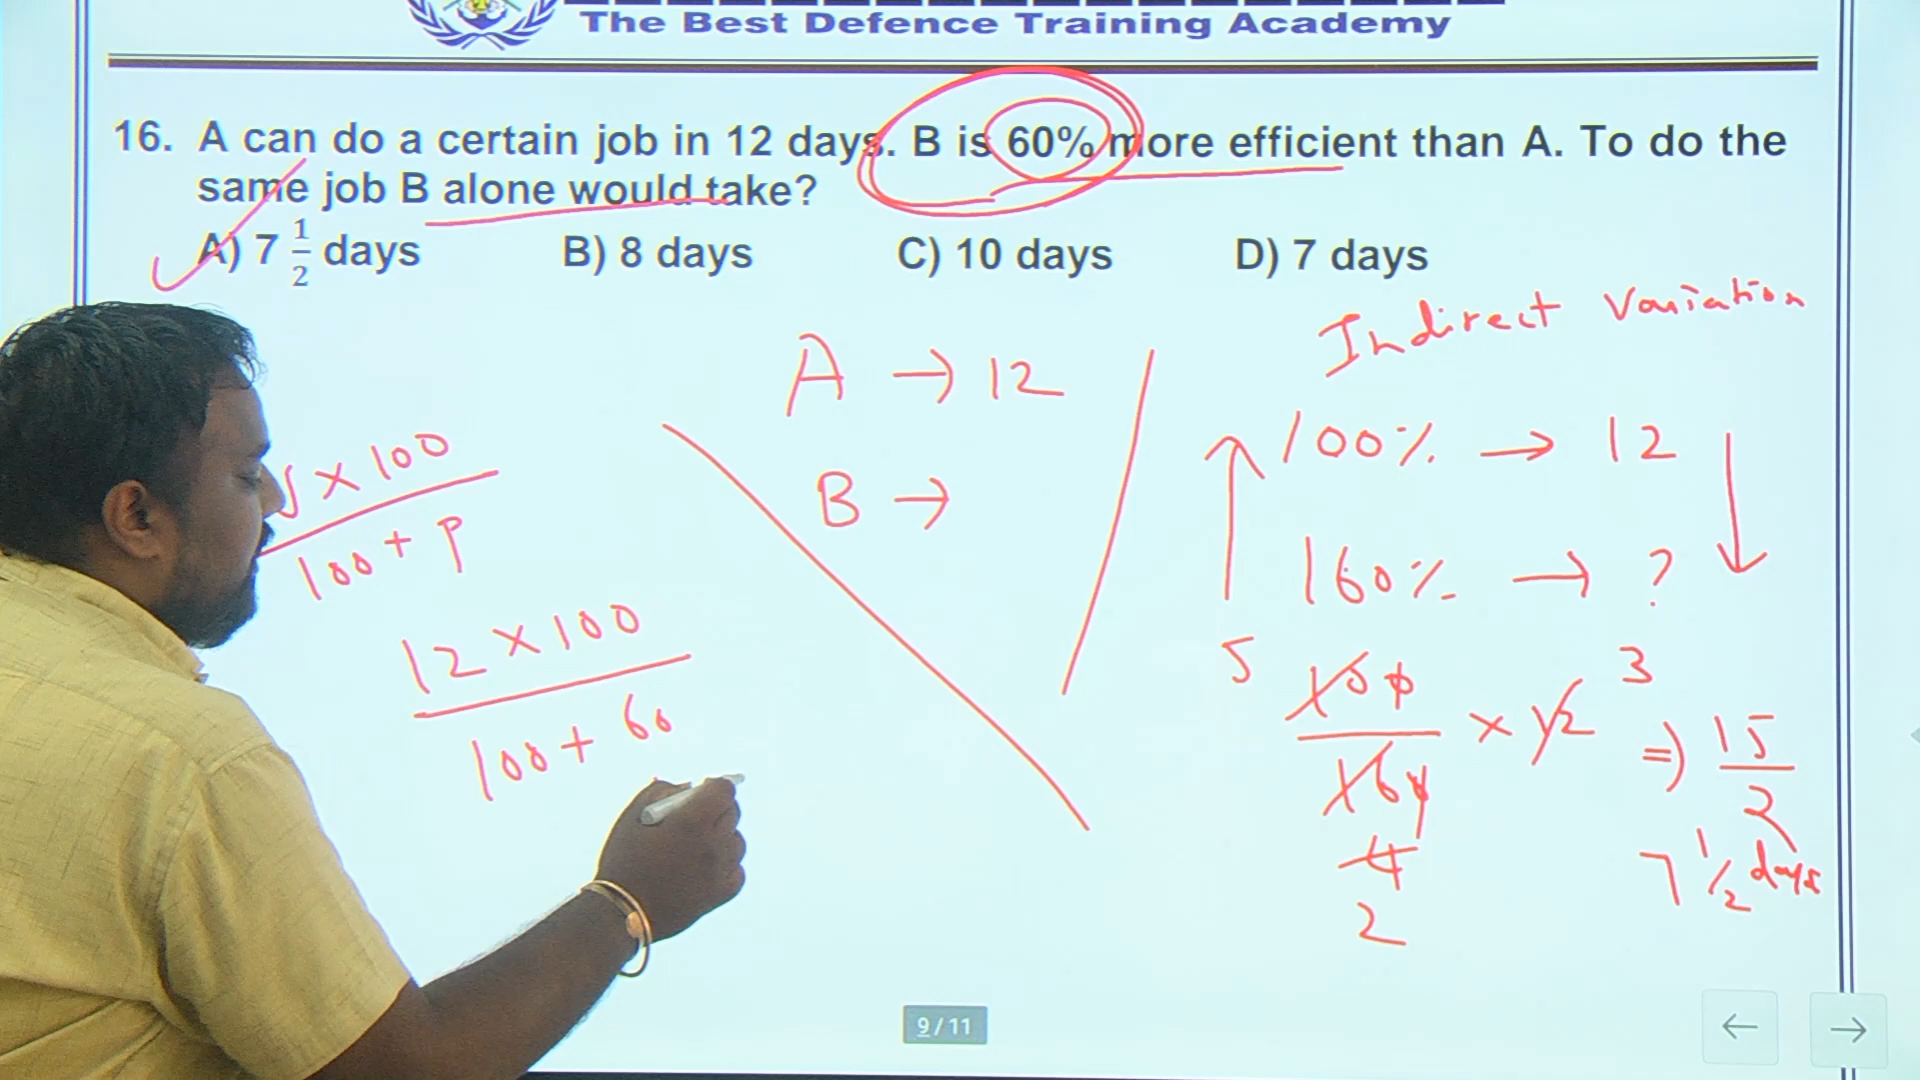 The Best Defence Training Academy
16. A can do a certain job in 12 days. B is 60% more efficient than A. To do the
same job B alone would take?
A) 7 1/2 days B) 8 days C) 10 days D) 7 days
Indirect Variation
A → 12
B →
100% → 12
160% → ?
× 100
100 + P
12 × 100
100 + 60
5 3
100
160
× 12
4
2
⇒ 15/2
7 1/2 days
9 / 11